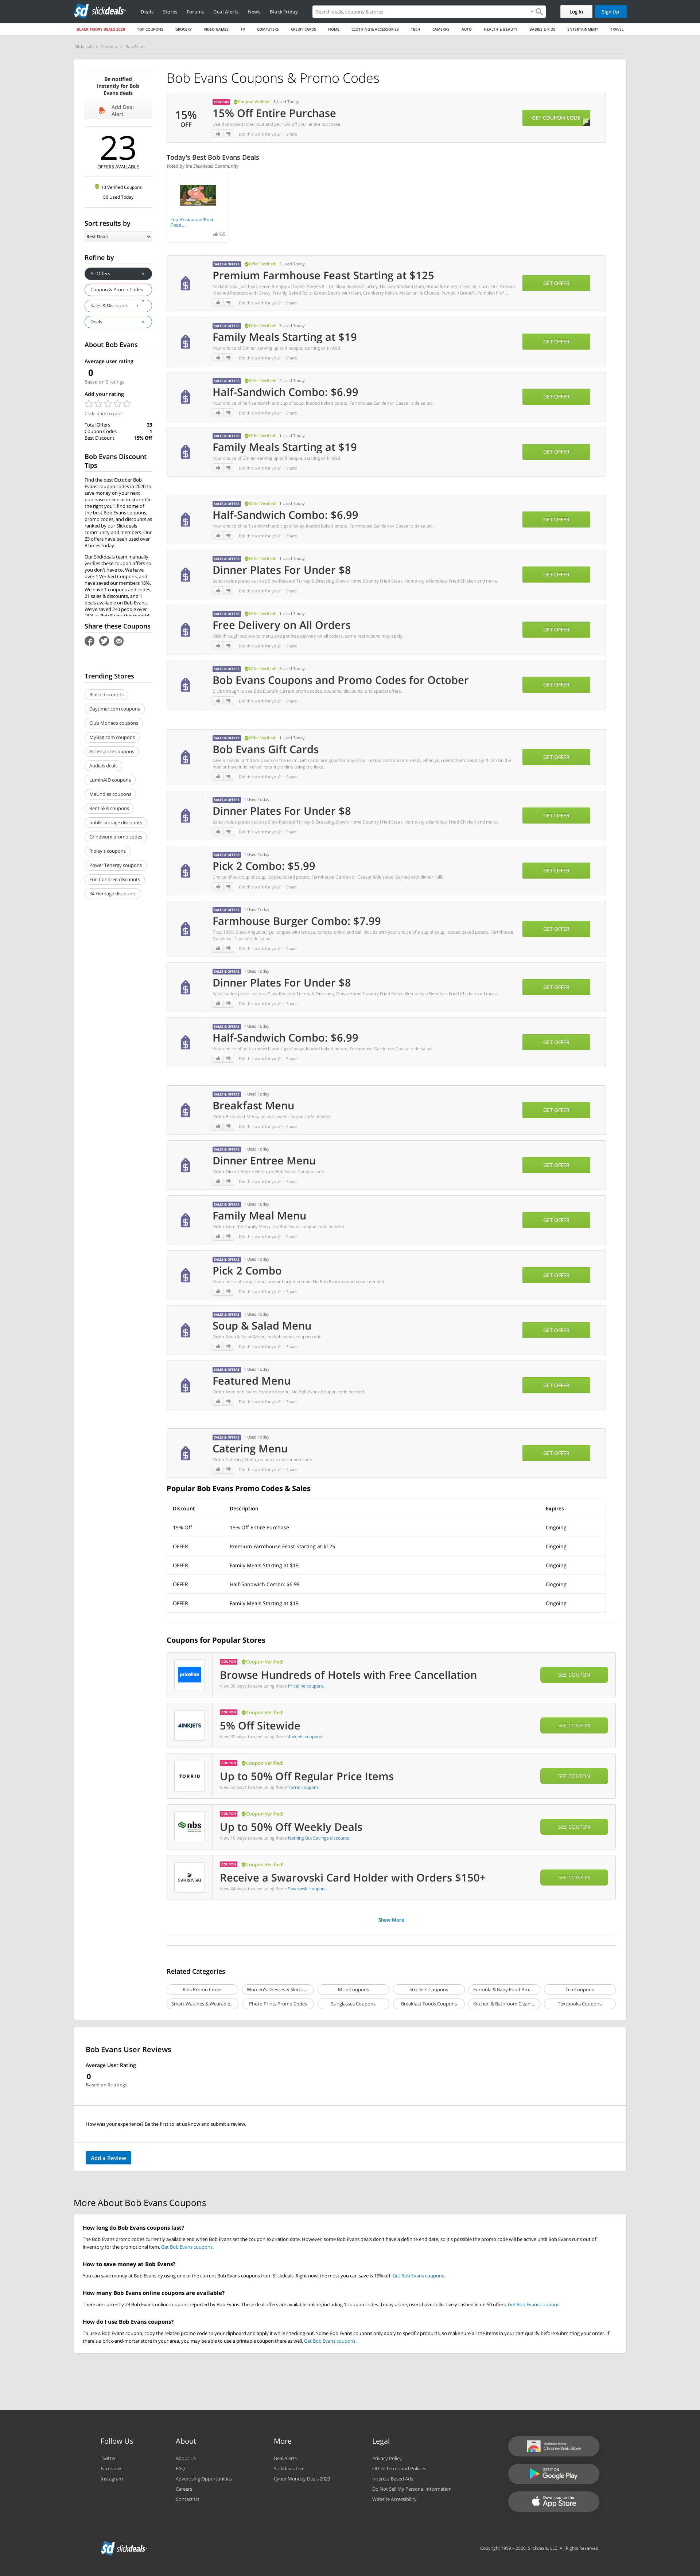 slickdeals
Deals
Stores
Forums
Deal Alerts
News
Black Friday
Search deals, coupons & stores
Log In
Sign Up
BLACK FRIDAY DEALS 2020
TOP COUPONS
GROCERY
VIDEO GAMES
TV
COMPUTERS
CREDIT CARDS
HOME
CLOTHING & ACCESSORIES
TECH
CAMERAS
AUTO
HEALTH & BEAUTY
BABIES & KIDS
ENTERTAINMENT
TRAVEL
Slickdeals > Coupons > Bob Evans
Be notified
instantly for Bob
Evans deals
Add Deal
Alert
23
OFFERS AVAILABLE
10 Verified Coupons
50 Used Today
Sort results by
Best Deals
Refine by
All Offers
Coupon & Promo Codes
Sales & Discounts
Deals
About Bob Evans
Average user rating
0
Based on 0 ratings
Add your rating
Click stars to rate
Total Offers 23
Coupon Codes 1
Best Discount 15% Off
Bob Evans Discount
Tips
Find the best October Bob
Evans coupon codes in 2020 to
save money on your next
purchase online or in-store. On
the right you'll find some of
the best Bob Evans coupons,
promo codes, and discounts as
ranked by our Slickdeals
community and members. Our
23 offers have been used over
8 times today.
Our Slickdeals team manually
verifies these coupon offers so
you don't have to. We have
over 1 Verified Coupons, and
have saved our members 15%.
We have 1 coupons and codes,
21 sales & discounts, and 1
deals available on Bob Evans.
We've saved 240 people over
Share these Coupons
Trending Stores
Biblio discounts
Daytimer.com coupons
Club Monaco coupons
MyBag.com coupons
Accessorize coupons
Audials deals
LuminAID coupons
MeUndies coupons
Rent Skis coupons
public storage discounts
Grindworx promo codes
Ripley's coupons
Power Tenergy coupons
Erin Condren discounts
34 Heritage discounts
Bob Evans Coupons & Promo Codes
15%
OFF
COUPON Coupon Verified! 8 Used Today
15% Off Entire Purchase
Use this code at checkout and get 15% off your entire purchase.
Did this work for you? Share
GET COUPON CODE
Today's Best Bob Evans Deals
Voted by the Slickdeals Community
Top Restaurant/Fast
Food...
165
SALES & OFFERS Offer Verified! 3 Used Today
Premium Farmhouse Feast Starting at $125
Packed Cold. Just Heat, serve & enjoy at home. Serves 8 - 10. Slow-Roasted Turkey, Hickory-Smoked Ham, Bread & Celery Dressing, Corn, Our Famous
Mashed Potatoes with Gravy, Freshly Baked Rolls, Green Beans with Ham, Cranberry Relish, Macaroni & Cheese, Pumpkin Bread*, Pumpkin Pie*,...
Did this work for you? Share
GET OFFER
SALES & OFFERS Offer Verified! 3 Used Today
Family Meals Starting at $19
Your choice of Dinner serving up to 6 people, starting at $19.99.
Did this work for you? Share
GET OFFER
SALES & OFFERS Offer Verified! 2 Used Today
Half-Sandwich Combo: $6.99
Your choice of half-sandwich and cup of soup, loaded baked potato, Farmhouse Garden or Caesar side salad.
Did this work for you? Share
GET OFFER
SALES & OFFERS Offer Verified! 1 Used Today
Family Meals Starting at $19
Your choice of Dinner serving up to 6 people, starting at $19.99.
Did this work for you? Share
GET OFFER
SALES & OFFERS Offer Verified! 1 Used Today
Half-Sandwich Combo: $6.99
Your choice of half-sandwich and cup of soup, loaded baked potato, Farmhouse Garden or Caesar side salad.
Did this work for you? Share
GET OFFER
SALES & OFFERS Offer Verified! 1 Used Today
Dinner Plates For Under $8
Select value plates such as Slow-Roasted Turkey & Dressing, Down-Home Country Fried Steak, Home-style Boneless Fried Chicken and more.
Did this work for you? Share
GET OFFER
SALES & OFFERS Offer Verified! 1 Used Today
Free Delivery on All Orders
click through bob evans menu and get free delivery on all orders, some restrictions may apply.
Did this work for you? Share
GET OFFER
SALES & OFFERS Offer Verified! 3 Used Today
Bob Evans Coupons and Promo Codes for October
Click through to see Bob Evans's current promo codes, coupons, discounts, and special offers.
Did this work for you? Share
GET OFFER
SALES & OFFERS Offer Verified! 1 Used Today
Bob Evans Gift Cards
Give a special gift from Down on the Farm. Gift cards are good for any of our restaurants and are ready when you need them. Send a gift card in the
mail or have it delivered instantly online using the links.
Did this work for you? Share
GET OFFER
SALES & OFFERS 1 Used Today
Dinner Plates For Under $8
Select value plates such as Slow-Roasted Turkey & Dressing, Down-Home Country Fried Steak, Home-style Boneless Fried Chicken and more.
Did this work for you? Share
GET OFFER
SALES & OFFERS 1 Used Today
Pick 2 Combo: $5.99
Choice of two: cup of soup, loaded baked potato, Farmhouse Garden or Caesar side salad. Served with dinner rolls.
Did this work for you? Share
GET OFFER
SALES & OFFERS 1 Used Today
Farmhouse Burger Combo: $7.99
7 oz. 100% Black Angus burger topped with lettuce, tomato, onion and deli pickles with your choice of a cup of soup, loaded baked potato, Farmhouse
Garden or Caesar side salad.
Did this work for you? Share
GET OFFER
SALES & OFFERS 1 Used Today
Dinner Plates For Under $8
Select value plates such as Slow-Roasted Turkey & Dressing, Down-Home Country Fried Steak, Home-style Boneless Fried Chicken and more.
Did this work for you? Share
GET OFFER
SALES & OFFERS 1 Used Today
Half-Sandwich Combo: $6.99
Your choice of half-sandwich and cup of soup, loaded baked potato, Farmhouse Garden or Caesar side salad.
Did this work for you? Share
GET OFFER
SALES & OFFERS 1 Used Today
Breakfast Menu
Order Breakfast Menu, no bob evans coupon code needed.
Did this work for you? Share
GET OFFER
SALES & OFFERS 1 Used Today
Dinner Entree Menu
Order Dinner Entree Menu, no Bob Evans Coupon code.
Did this work for you? Share
GET OFFER
SALES & OFFERS 1 Used Today
Family Meal Menu
Order from the Family Menu. No Bob Evans coupon code needed.
Did this work for you? Share
GET OFFER
SALES & OFFERS 1 Used Today
Pick 2 Combo
Your choice of soup, salad, and or burger combo. No Bob Evans coupon code needed.
Did this work for you? Share
GET OFFER
SALES & OFFERS 1 Used Today
Soup & Salad Menu
Order Soup & Salad Menu, no bob evans coupon code.
Did this work for you? Share
GET OFFER
SALES & OFFERS 1 Used Today
Featured Menu
Order from Bob Evans Featured menu. No Bob Evans Coupon code needed.
Did this work for you? Share
GET OFFER
SALES & OFFERS 1 Used Today
Catering Menu
Order Catering Menu, no bob evans coupon code.
Did this work for you? Share
GET OFFER
Popular Bob Evans Promo Codes & Sales
Discount Description Expires
15% Off 15% Off Entire Purchase Ongoing
OFFER Premium Farmhouse Feast Starting at $125 Ongoing
OFFER Family Meals Starting at $19 Ongoing
OFFER Half-Sandwich Combo: $6.99 Ongoing
OFFER Family Meals Starting at $19 Ongoing
Coupons for Popular Stores
priceline
COUPON Coupon Verified!
Browse Hundreds of Hotels with Free Cancellation
View 39 ways to save using these Priceline coupons.
SEE COUPON
4INKJETS
COUPON Coupon Verified!
5% Off Sitewide
View 33 ways to save using these 4inkjets coupons.
SEE COUPON
TORRID
COUPON Coupon Verified!
Up to 50% Off Regular Price Items
View 63 ways to save using these Torrid coupons.
SEE COUPON
nbs
COUPON Coupon Verified!
Up to 50% Off Weekly Deals
View 10 ways to save using these Nothing But Savings discounts.
SEE COUPON
SWAROVSKI
COUPON Coupon Verified!
Receive a Swarovski Card Holder with Orders $150+
View 44 ways to save using these Swarovski coupons.
SEE COUPON
Show More
Related Categories
Kids Promo Codes
Women's Dresses & Skirts ...
Mice Coupons
Strollers Coupons
Formula & Baby Food Pro...
Tea Coupons
Smart Watches & Wearable...
Photo Prints Promo Codes
Sunglasses Coupons
Breakfast Foods Coupons
Kitchen & Bathroom Cleani...
Textbooks Coupons
Bob Evans User Reviews
Average User Rating
0
Based on 0 ratings
How was your experience? Be the first to let us know and submit a review.
Add a Review
More About Bob Evans Coupons
How long do Bob Evans coupons last?
The Bob Evans promo codes currently available end when Bob Evans set the coupon expiration date. However, some Bob Evans deals don't have a definite end date, so it's possible the promo code will be active until Bob Evans runs out of
inventory for the promotional item. Get Bob Evans coupons.
How to save money at Bob Evans?
You can save money at Bob Evans by using one of the current Bob Evans coupons from Slickdeals. Right now, the most you can save is 15% off. Get Bob Evans coupons.
How many Bob Evans online coupons are available?
There are currently 23 Bob Evans online coupons reported by Bob Evans. These deal offers are available online, including 1 coupon codes. Today alone, users have collectively cashed in on 50 offers. Get Bob Evans coupons.
How do I use Bob Evans coupons?
To use a Bob Evans coupon, copy the related promo code to your clipboard and apply it while checking out. Some Bob Evans coupons only apply to specific products, so make sure all the items in your cart qualify before submitting your order. If
there's a brick-and-mortar store in your area, you may be able to use a printable coupon there as well. Get Bob Evans coupons.
Follow Us
Twitter
Facebook
Instagram
About
About Us
FAQ
Advertising Opportunities
Careers
Contact Us
More
Deal Alerts
Slickdeals Live
Cyber Monday Deals 2020
Legal
Privacy Policy
Other Terms and Policies
Interest-Based Ads
Do Not Sell My Personal Information
Website Accessibility
Available in the
Chrome Web Store
GET IT ON
Google Play
Download on the
App Store
slickdeals
Copyright 1999 - 2020. Slickdeals, LLC. All Rights Reserved.